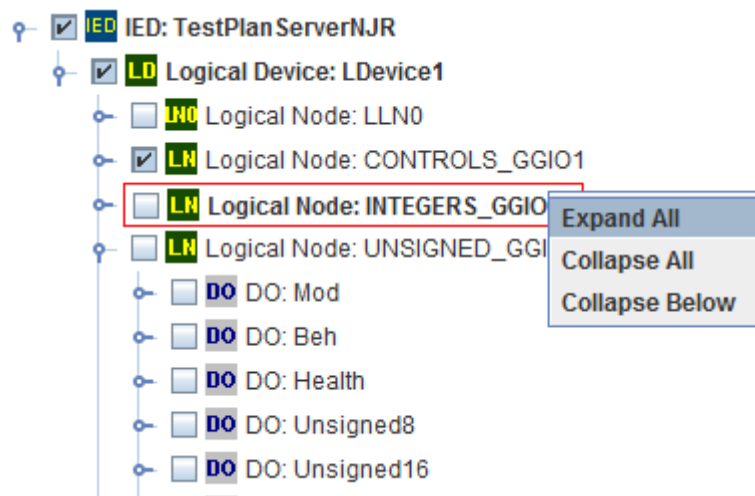 IED IED: TestPlanServerNJR
LD Logical Device: LDevice1
LN0 Logical Node: LLN0
LN Logical Node: CONTROLS_GGIO1
LN Logical Node: INTEGERS_GGIO
Expand All
LN Logical Node: UNSIGNED_GGI
Collapse All
DO DO: Mod
Collapse Below
DO DO: Beh
DO DO: Health
DO DO: Unsigned8
DO DO: Unsigned16